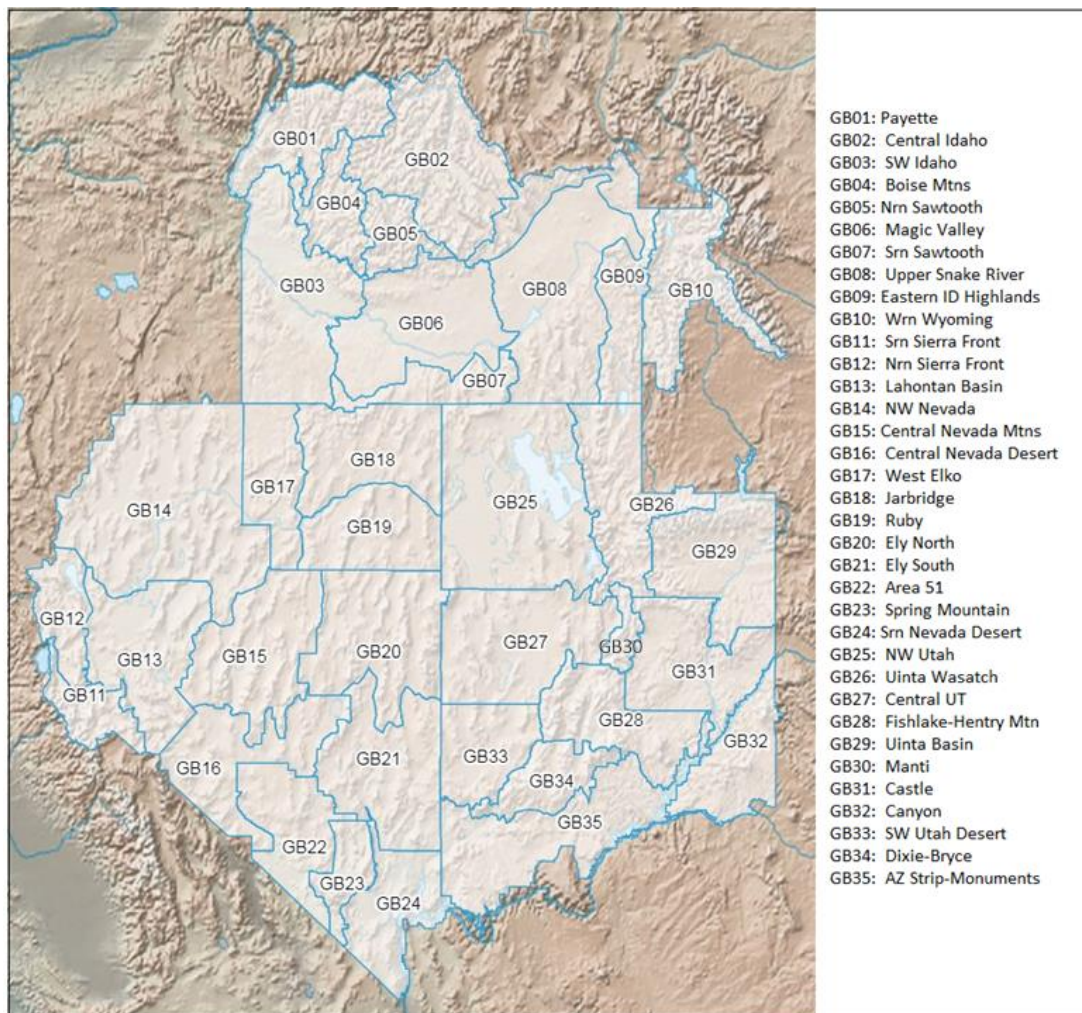 GB01
GB02
GB04
GB05
GB03
GB08
GB09
GB10
GB06
GB07
GB18
GB17
GB14
GB19
GB25
GB26
GB29
GB12
GB13
GB15
GB20
GB27
GB30
GB31
GB11
GB28
GB16
GB21
GB33
GB32
GB34
GB35
GB22
GB23
GB24
GB01: Payette
GB02: Central Idaho
GB03: SW Idaho
GB04: Boise Mtns
GB05: Nrn Sawtooth
GB06: Magic Valley
GB07: Srn Sawtooth
GB08: Upper Snake River
GB09: Eastern ID Highlands
GB10: Wrn Wyoming
GB11: Srn Sierra Front
GB12: Nrn Sierra Front
GB13: Lahontan Basin
GB14: NW Nevada
GB15: Central Nevada Mtns
GB16: Central Nevada Desert
GB17: West Elko
GB18: Jarbridge
GB19: Ruby
GB20: Ely North
GB21: Ely South
GB22: Area 51
GB23: Spring Mountain
GB24: Srn Nevada Desert
GB25: NW Utah
GB26: Uinta Wasatch
GB27: Central UT
GB28: Fishlake-Hentry Mtn
GB29: Uinta Basin
GB30: Manti
GB31: Castle
GB32: Canyon
GB33: SW Utah Desert
GB34: Dixie-Bryce
GB35: AZ Strip-Monuments